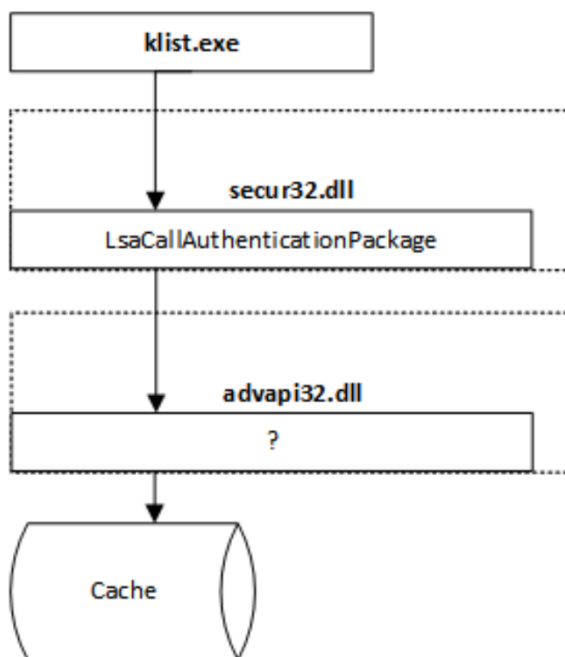 klist.exe
secur32.dll
LsaCallAuthenticationPackage
advapi32.dll
?
Cache